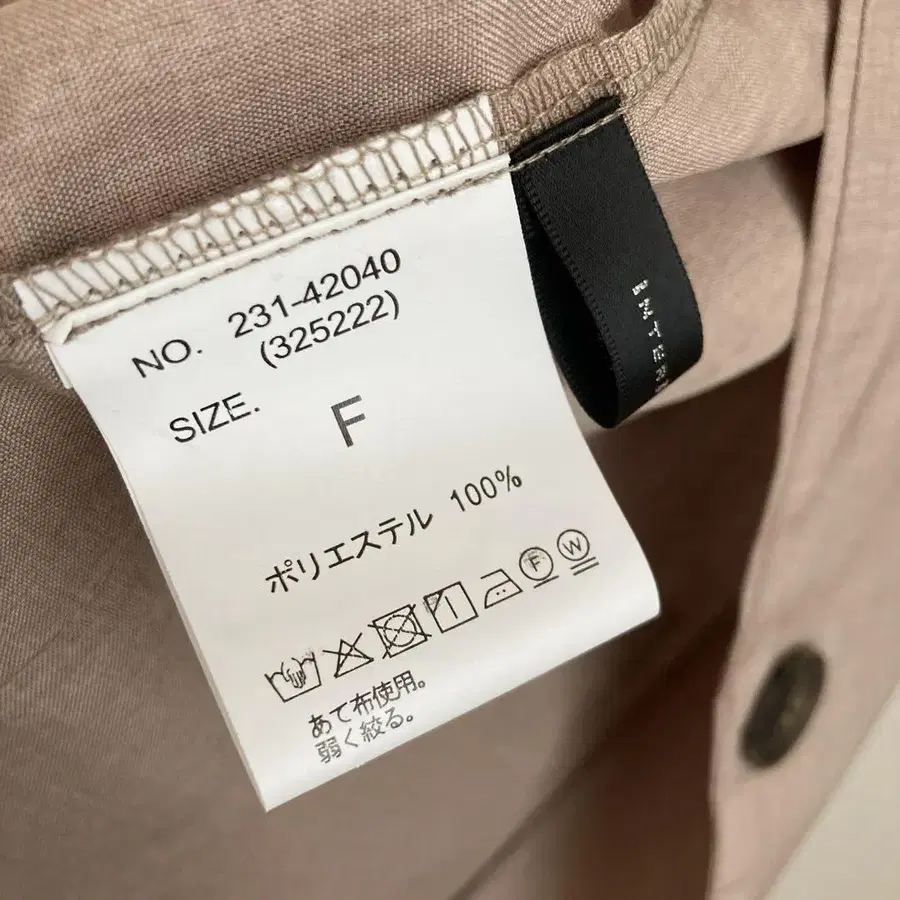 NO. 231-42040
(325222)
SIZE. F
ポリエステル 100%
F W
あて布使用。
弱く絞る。